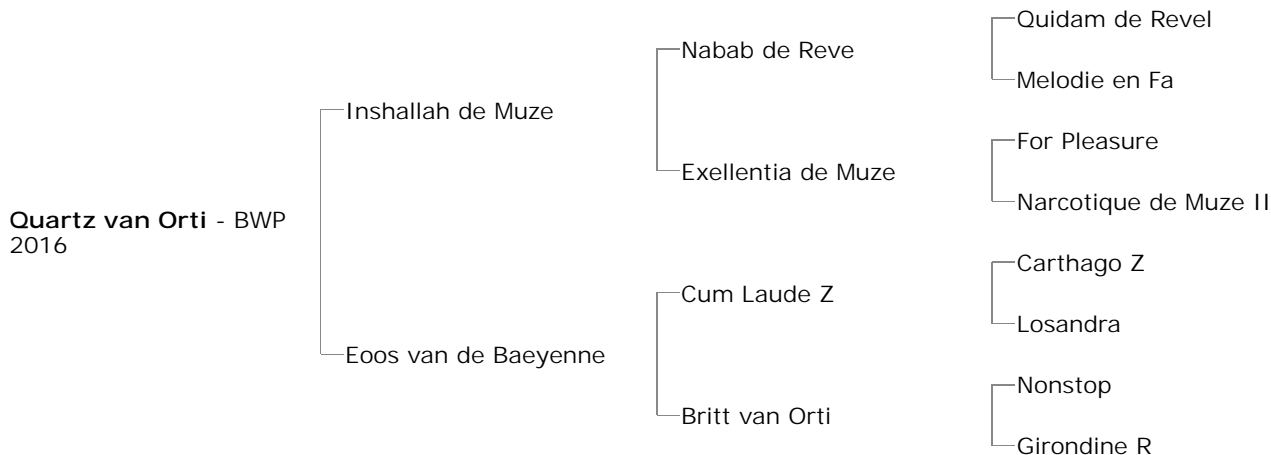 Quidam de Revel
Nabab de Reve
Melodie en Fa
Inshallah de Muze
For Pleasure
Exellentia de Muze
Narcotique de Muze II
Quartz van Orti - BWP
2016
Carthago Z
Cum Laude Z
Losandra
Eoos van de Baeyenne
Nonstop
Britt van Orti
Girondine R